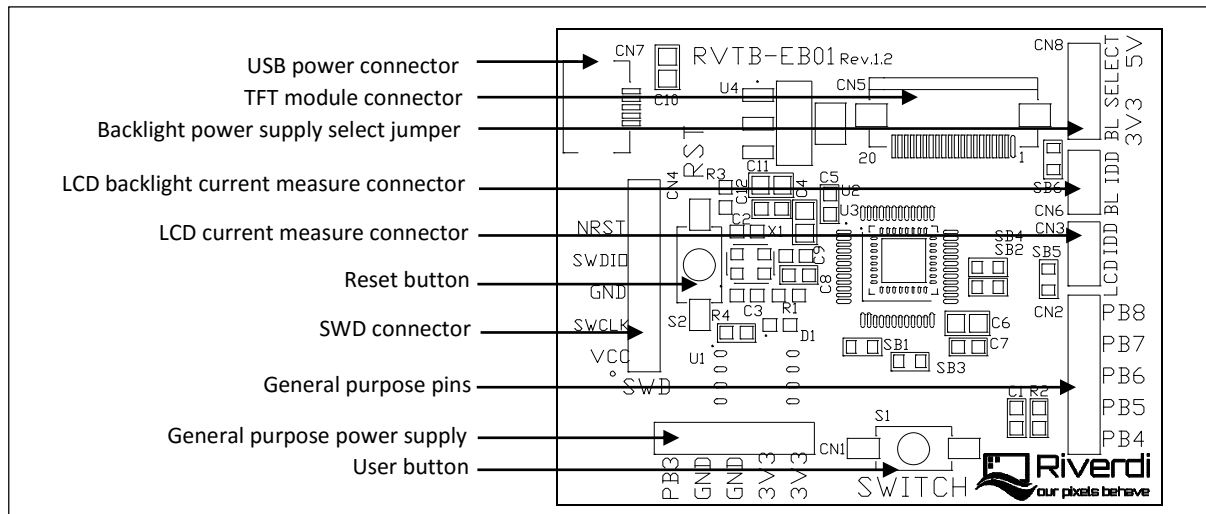 USB power connector
TFT module connector
Backlight power supply select jumper
LCD backlight current measure connector
LCD current measure connector
Reset button
SWD connector
General purpose pins
General purpose power supply
User button
CN7
RVTB-EB01 Rev.1.2
CN8
5V
BL SELECT
3V3
C10
U4
CN5
RST
20
1
SB6
BL IDD
CN6
CN4
R3
C12
C11
C4
C5
U2
U3
CN3
LCD IDD
NRST
C2
X1
C9
SB4
SB2
SB5
SWDIO
C8
GND
C3
R1
CN2
S2
R4
D1
C6
PB8
SWCLK
U1
SB1
C7
PB7
VCC
SB3
SWD
PB6
C1
R2
PB5
S1
CN1
PB4
PB3
GND
GND
3V3
3V3
SWITCH
Riverdi
our pixels behave